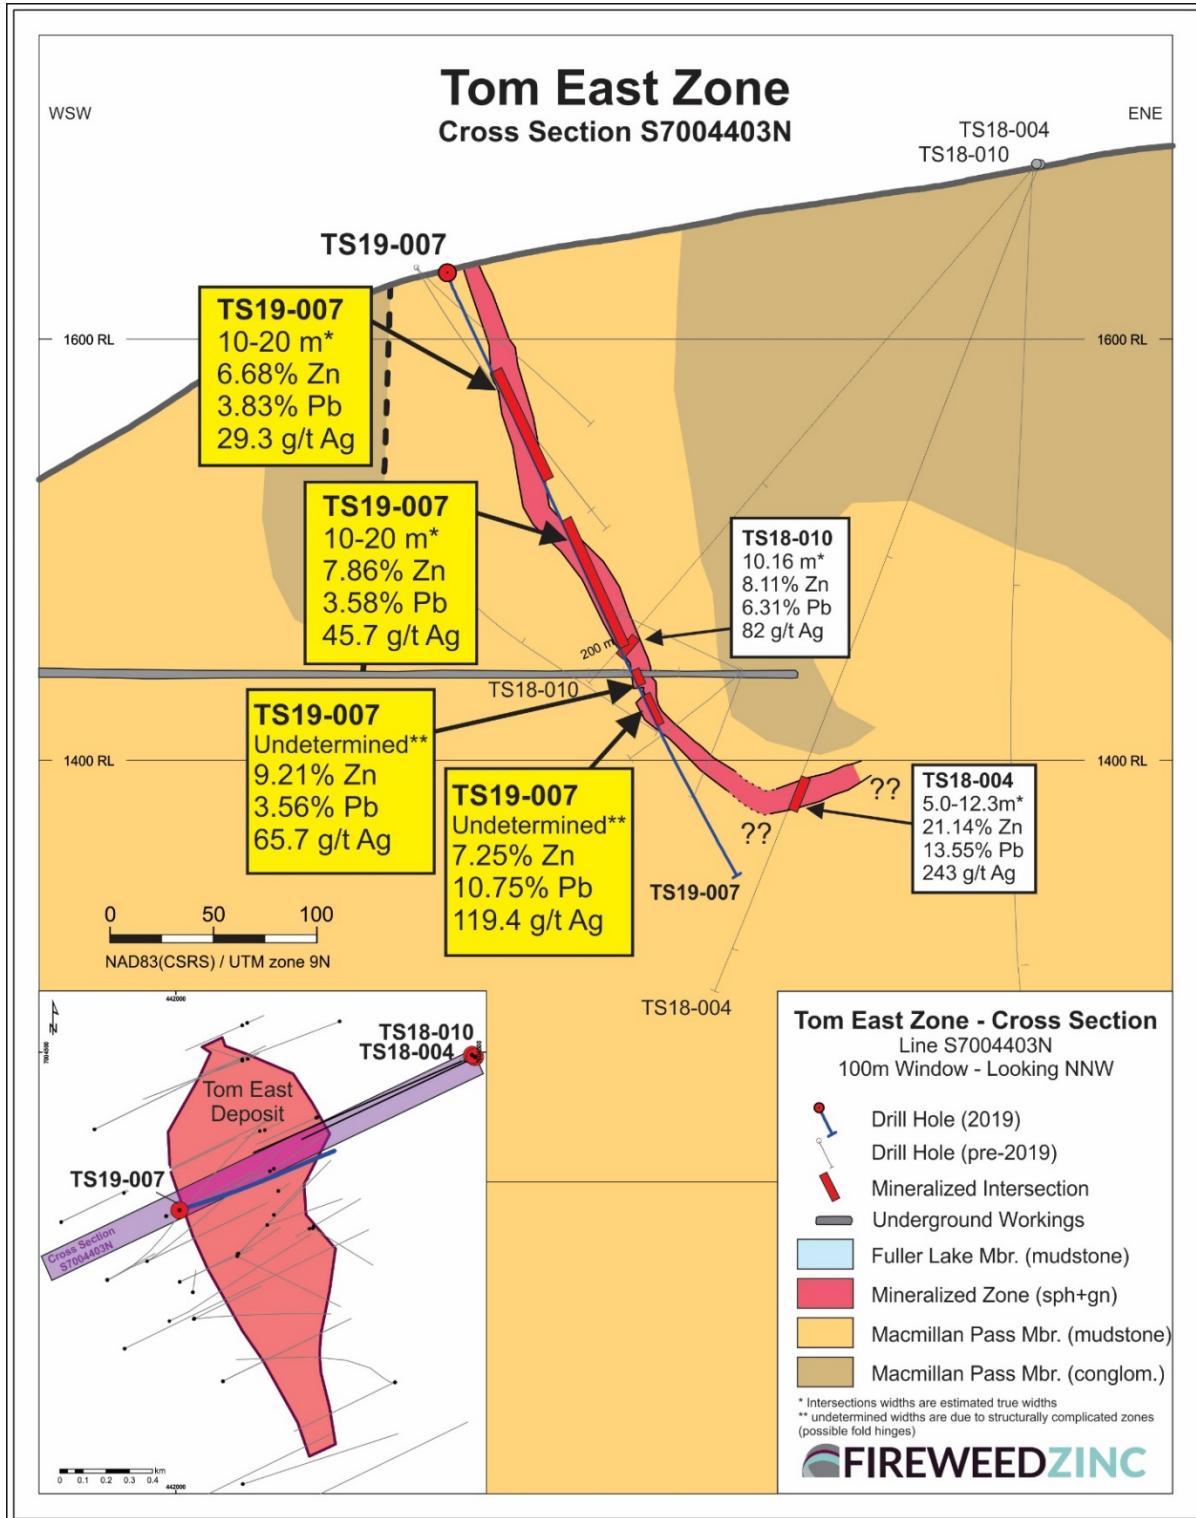 Tom East Zone
Cross Section S7004403N
WSW
ENE
TS18-004
TS18-010
TS19-007
1600 RL
1600 RL
TS19-007
10-20 m*
6.68% Zn
3.83% Pb
29.3 g/t Ag
TS19-007
10-20 m*
7.86% Zn
3.58% Pb
45.7 g/t Ag
TS18-010
10.16 m*
8.11% Zn
6.31% Pb
82 g/t Ag
200 m
TS18-010
TS19-007
Undetermined**
9.21% Zn
3.56% Pb
65.7 g/t Ag
1400 RL
1400 RL
TS19-007
Undetermined**
7.25% Zn
10.75% Pb
119.4 g/t Ag
??
??
TS18-004
5.0-12.3m*
21.14% Zn
13.55% Pb
243 g/t Ag
TS19-007
0 50 100
NAD83(CSRS) / UTM zone 9N
TS18-004
442000
N
7004500
TS18-010
TS18-004
Tom East
Deposit
TS19-007
Cross Section
S7004403N
km
0 0.1 0.2 0.3 0.4
442000
Tom East Zone - Cross Section
Line S7004403N
100m Window - Looking NNW
Drill Hole (2019)
Drill Hole (pre-2019)
Mineralized Intersection
Underground Workings
Fuller Lake Mbr. (mudstone)
Mineralized Zone (sph+gn)
Macmillan Pass Mbr. (mudstone)
Macmillan Pass Mbr. (conglom.)
* Intersections widths are estimated true widths
** undetermined widths are due to structurally complicated zones
(possible fold hinges)
FIREWEEDZINC